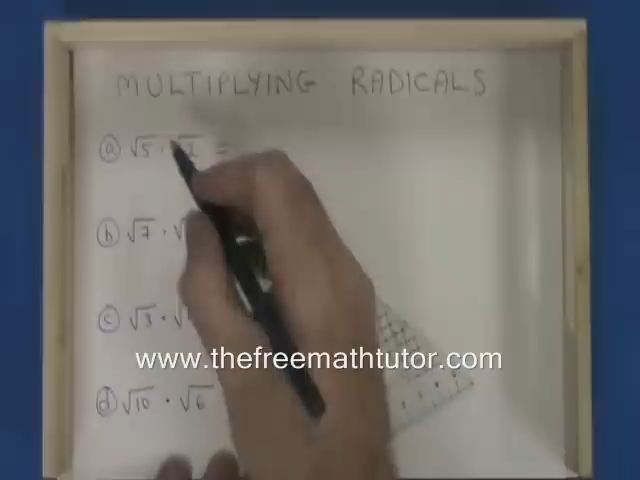 MULTIPLYING RADICALS
ⓐ √5 · √2 =
ⓑ √7 · √
ⓒ √3 · √
www.thefreemathtutor.com
ⓓ √10 · √6